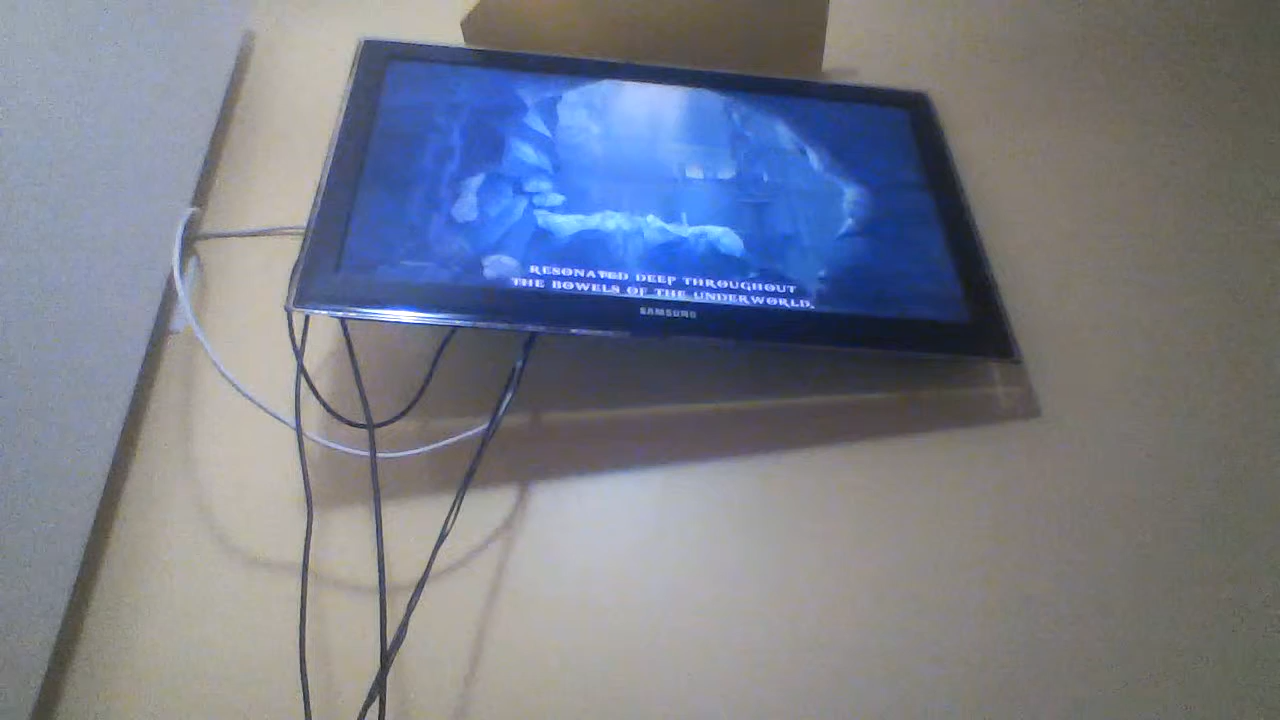 RESONATED DEEP THROUGHOUT
THE BOWELS OF THE UNDERWORLD.
SAMSUNG